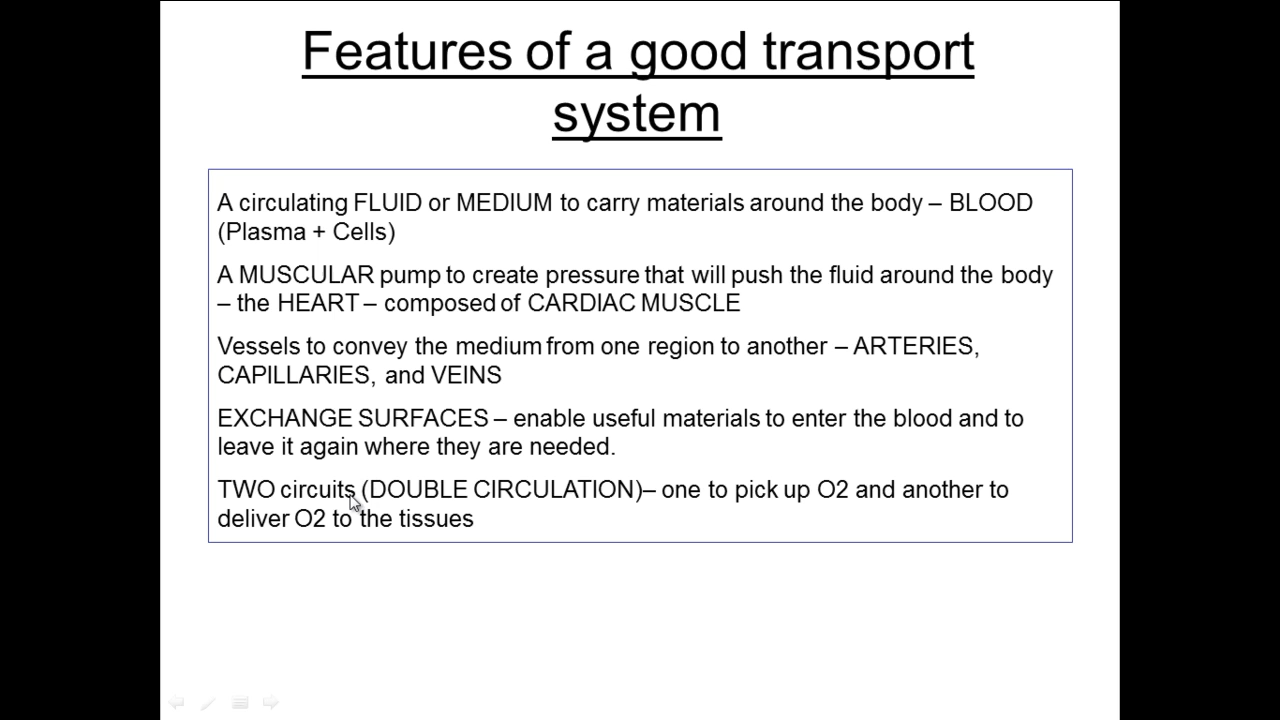 Features of a good transport
system
A circulating FLUID or MEDIUM to carry materials around the body – BLOOD
(Plasma + Cells)
A MUSCULAR pump to create pressure that will push the fluid around the body
– the HEART – composed of CARDIAC MUSCLE
Vessels to convey the medium from one region to another – ARTERIES,
CAPILLARIES, and VEINS
EXCHANGE SURFACES – enable useful materials to enter the blood and to
leave it again where they are needed.
TWO circuits (DOUBLE CIRCULATION)– one to pick up O2 and another to
deliver O2 to the tissues